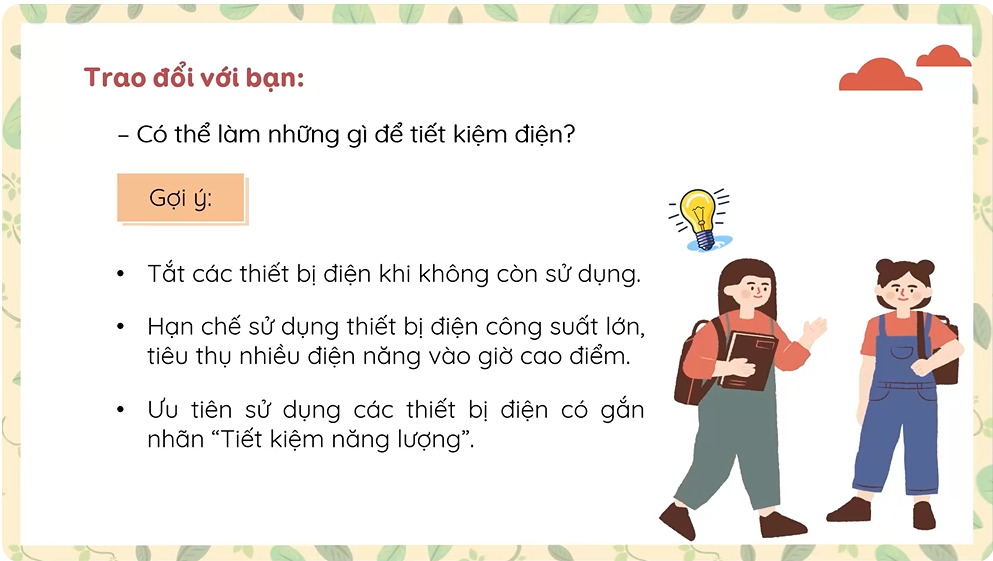 Trao đổi với bạn:
– Có thể làm những gì để tiết kiệm điện?
Gợi ý:
• Tắt các thiết bị điện khi không còn sử dụng.
• Hạn chế sử dụng thiết bị điện công suất lớn,
tiêu thụ nhiều điện năng vào giờ cao điểm.
• Ưu tiên sử dụng các thiết bị điện có gắn
nhãn “Tiết kiệm năng lượng”.